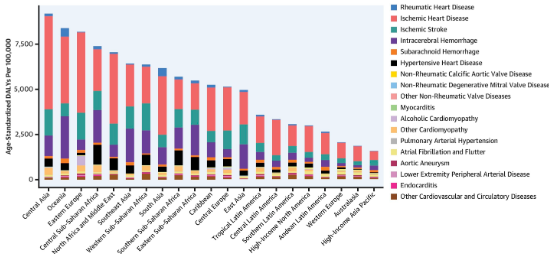 Age-Standardized DALYs Per 100,000
7,500
5,000
2,500
0
Central Asia
Oceania
Eastern Europe
Central Sub-Saharan Africa
North Africa and Middle East
Southeast Asia
Western Sub-Saharan Africa
South Asia
Southern Sub-Saharan Africa
Eastern Sub-Saharan Africa
Caribbean
Central Europe
East Asia
Tropical Latin America
Central Latin America
Southern Latin America
High-Income North America
Andean Latin America
Western Europe
Australasia
High-Income Asia Pacific
Rheumatic Heart Disease
Ischemic Heart Disease
Ischemic Stroke
Intracerebral Hemorrhage
Subarachnoid Hemorrhage
Hypertensive Heart Disease
Non-Rheumatic Calcific Aortic Valve Disease
Non-Rheumatic Degenerative Mitral Valve Disease
Other Non-Rheumatic Valve Diseases
Myocarditis
Alcoholic Cardiomyopathy
Other Cardiomyopathy
Pulmonary Arterial Hypertension
Atrial Fibrillation and Flutter
Aortic Aneurysm
Lower Extremity Peripheral Arterial Disease
Endocarditis
Other Cardiovascular and Circulatory Diseases